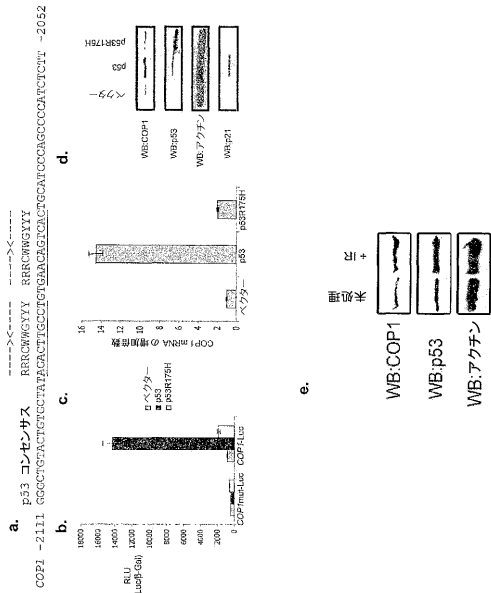 a.
---->< ----   ---->< ----
p53 コンセンサス RRRCWWGYYY RRRCWWGYYY
COP1 -2111 GGGCTGTACTGTCCTATAGACTTGCCTGTGAACAGTCACTGCATCCCAGCCCCATCTCTT -2052
b.
18000
16000
14000
12000
10000
8000
6000
4000
2000
0
RLU
Luc(β-Gal)
COP1mut-Luc
COP1-Luc
ベクター
p53
p53R175H
c.
16
14
12
10
8
6
4
2
0
COP1 mRNA の増加倍数
ベクター
p53
p53R175H
d.
ベクター
p53
p53R175H
WB:COP1
WB:p53
WB:アクチン
WB:p21
e.
未処理
+ IR
WB:COP1
WB:p53
WB:アクチン